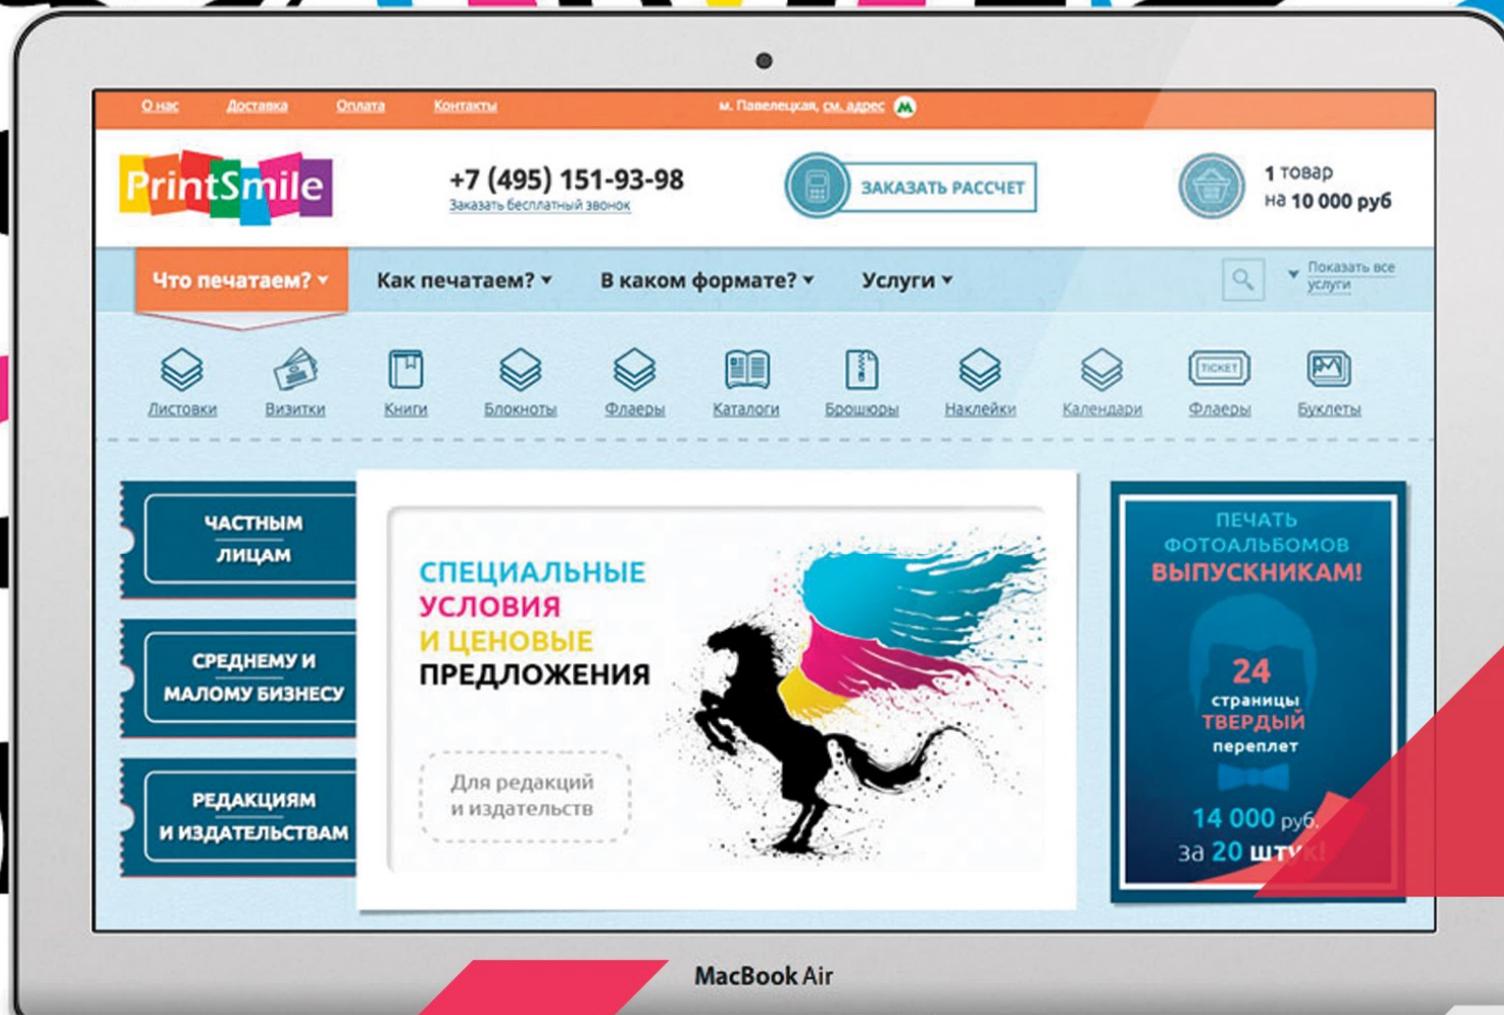 О нас Доставка Оплата Контакты м. Павелецкая, см. адрес М
PrintSmile
+7 (495) 151-93-98
Заказать бесплатный звонок
ЗАКАЗАТЬ РАССЧЕТ
1 товар
на 10 000 руб
Что печатаем? Как печатаем? В каком формате? Услуги
Показать все
услуги
TICKET
Листовки Визитки Книги Блокноты Флаеры Каталоги Брошюры Наклейки Календари Флаеры Буклеты
ЧАСТНЫМ
ЛИЦАМ
СРЕДНЕМУ И
МАЛОМУ БИЗНЕСУ
РЕДАКЦИЯМ
И ИЗДАТЕЛЬСТВАМ
СПЕЦИАЛЬНЫЕ
УСЛОВИЯ
И ЦЕНОВЫЕ
ПРЕДЛОЖЕНИЯ
Для редакций
и издательств
ПЕЧАТЬ
ФОТОАЛЬБОМОВ
ВЫПУСКНИКАМ!
24
страницы
ТВЕРДЫЙ
переплет
14 000 руб.
за 20 штук!
MacBook Air